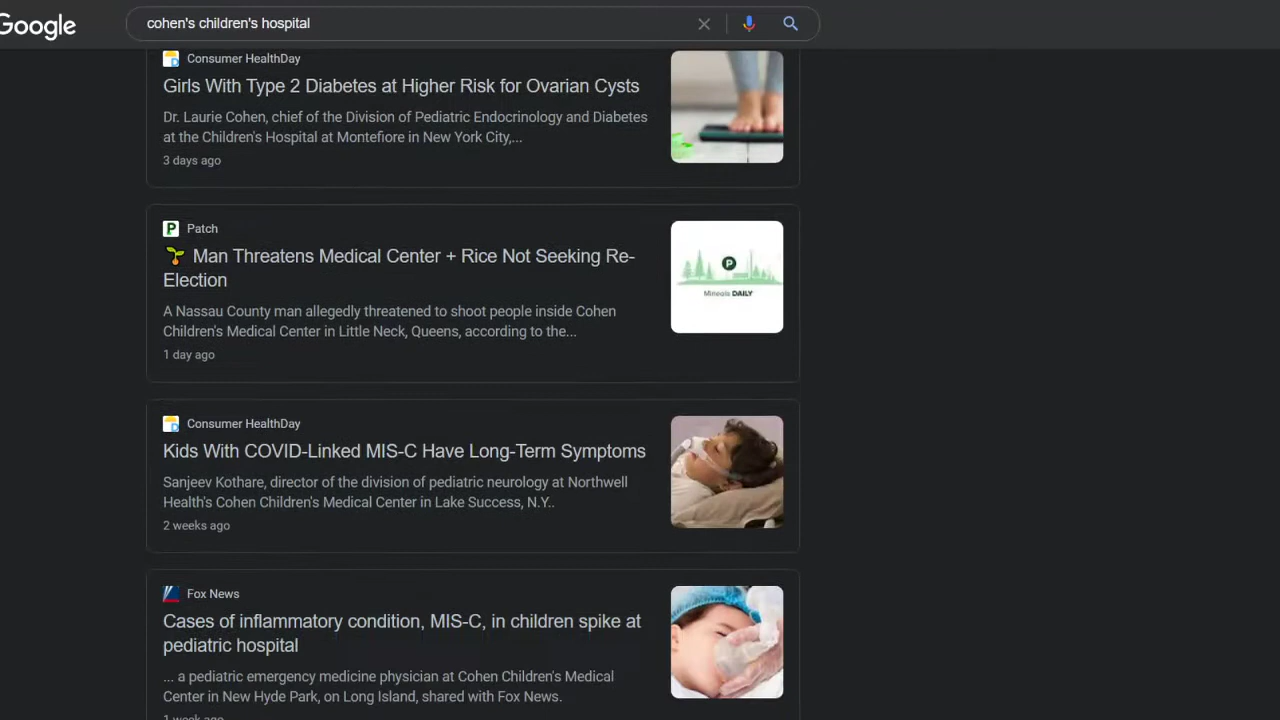 Google
cohen's children's hospital
Consumer HealthDay
Girls With Type 2 Diabetes at Higher Risk for Ovarian Cysts
Dr. Laurie Cohen, chief of the Division of Pediatric Endocrinology and Diabetes
at the Children's Hospital at Montefiore in New York City,...
3 days ago
P Patch
Man Threatens Medical Center + Rice Not Seeking Re-
Election
A Nassau County man allegedly threatened to shoot people inside Cohen
Children's Medical Center in Little Neck, Queens, according to the...
1 day ago
P
Mineola DAILY
Consumer HealthDay
Kids With COVID-Linked MIS-C Have Long-Term Symptoms
Sanjeev Kothare, director of the division of pediatric neurology at Northwell
Health's Cohen Children's Medical Center in Lake Success, N.Y..
2 weeks ago
Fox News
Cases of inflammatory condition, MIS-C, in children spike at
pediatric hospital
... a pediatric emergency medicine physician at Cohen Children's Medical
Center in New Hyde Park, on Long Island, shared with Fox News.
1 week ago